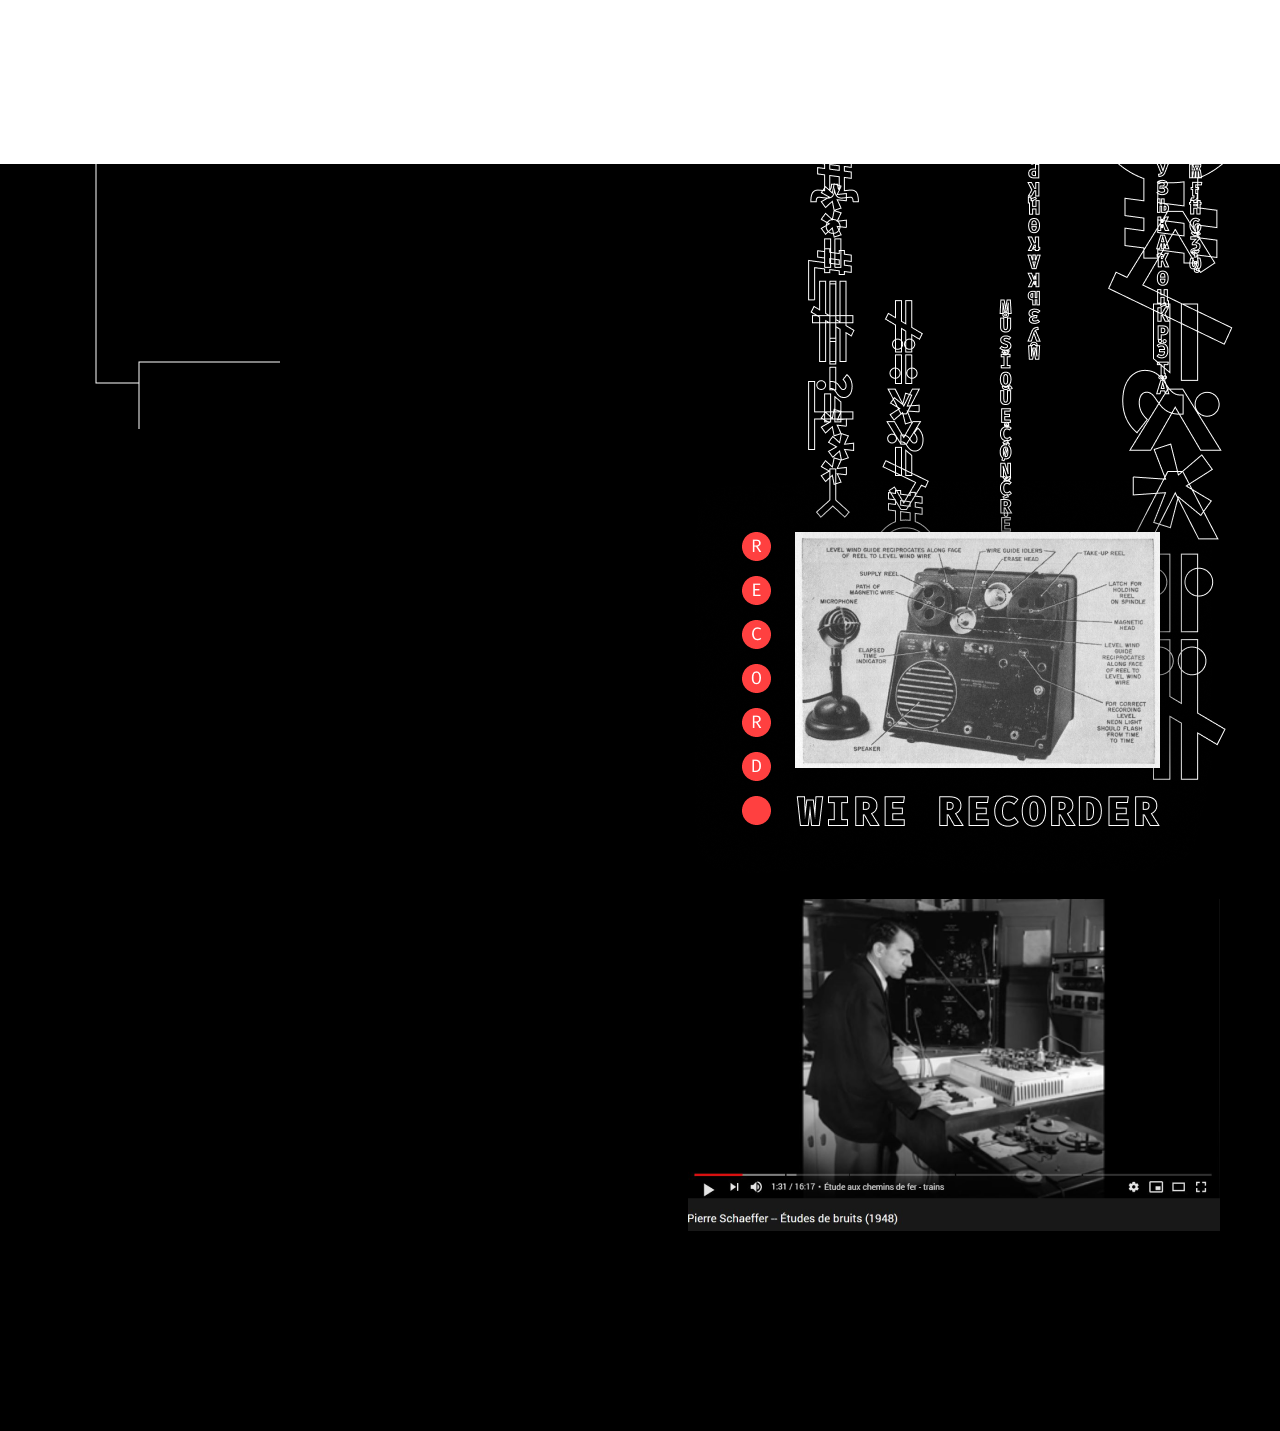 MUSIQUE CONCRE
R
E
C
O
R
D
LEVEL WIND GUIDE RECIPROCATES ALONG FACE
OF REEL TO LEVEL WIND WIRE
WIRE GUIDE IDLERS
ERASE HEAD
TAKE-UP REEL
SUPPLY REEL
PATH OF
MAGNETIC WIRE
MICROPHONE
LATCH FOR
HOLDING
REEL
ON SPINDLE
MAGNETIC
HEAD
ELAPSED
TIME
INDICATOR
LEVEL WIND
GUIDE
RECIPROCATES
ALONG FACE
OF REEL TO
LEVEL WIND
WIRE
FOR CORRECT
RECORDING
LEVEL
NEON LIGHT
SHOULD FLASH
FROM TIME
TO TIME
SPEAKER
WIRE RECORDER
1:31 / 16:17 • Étude aux chemins de fer - trains
Pierre Schaeffer -- Études de bruits (1948)